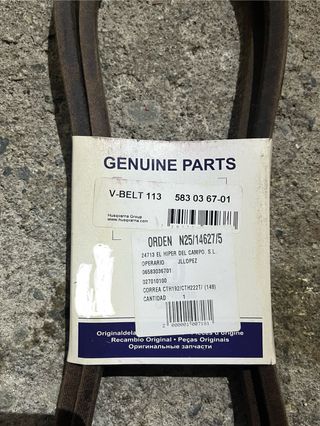 GENUINE PARTS
V-BELT 113 583 03 67-01
Husqvarna Group
www.husqvarna.com
ORDEN N25/14627/5
24713 EL HIPER DEL CAMPO, S.L.
OPERARIO JLLOPEZ
06583036701
327010100
CORREA CTH192/CTH222T/ (148)
CANTIDAD 1
Recambio Original • Peças Originais
Оригинальные запчасти